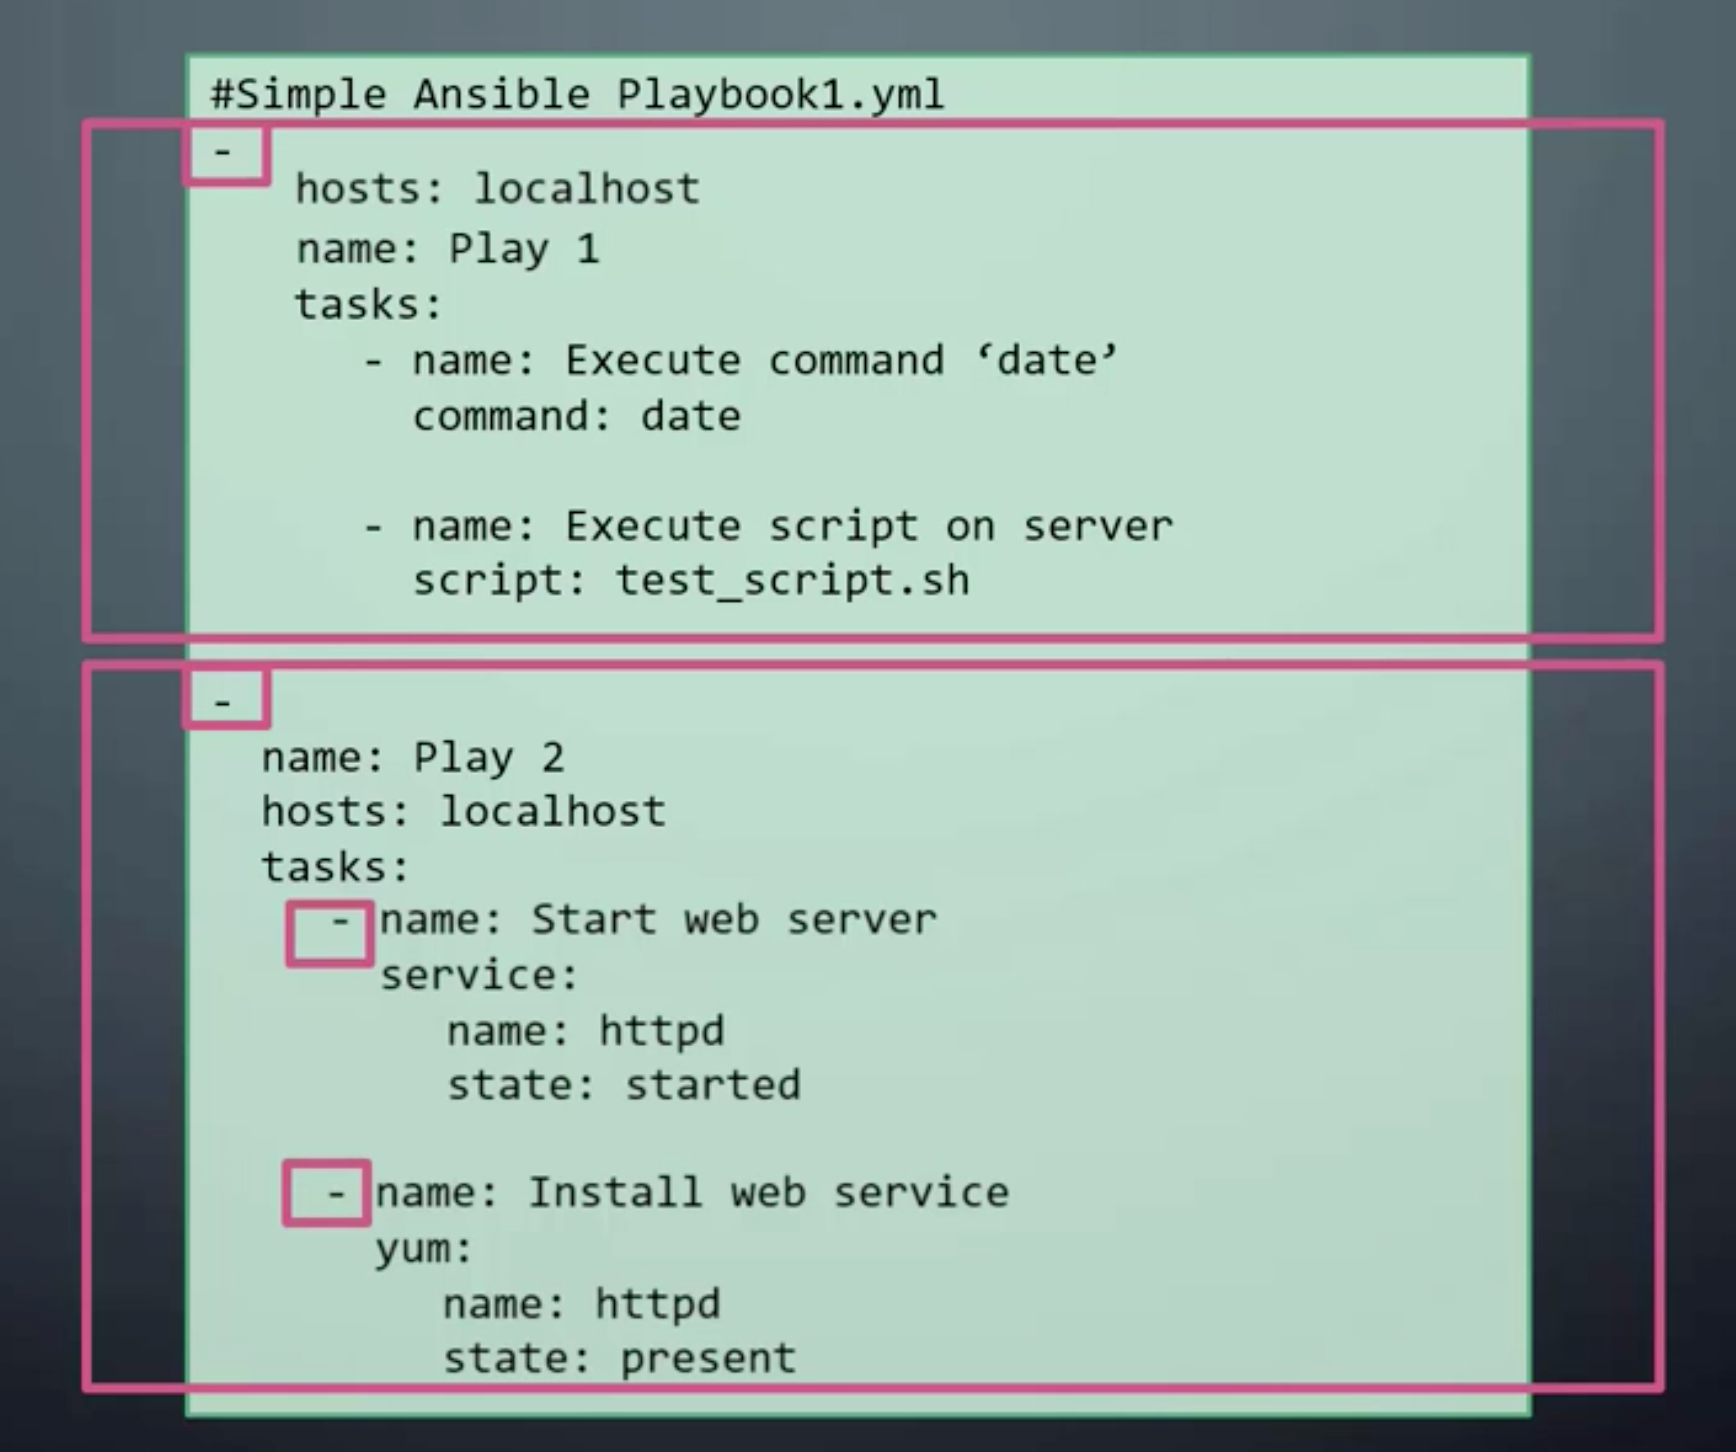 #Simple Ansible Playbook1.yml
-
hosts: localhost
name: Play 1
tasks:
- name: Execute command ‘date’
command: date
- name: Execute script on server
script: test_script.sh
-
name: Play 2
hosts: localhost
tasks:
- name: Start web server
service:
name: httpd
state: started
- name: Install web service
yum:
name: httpd
state: present